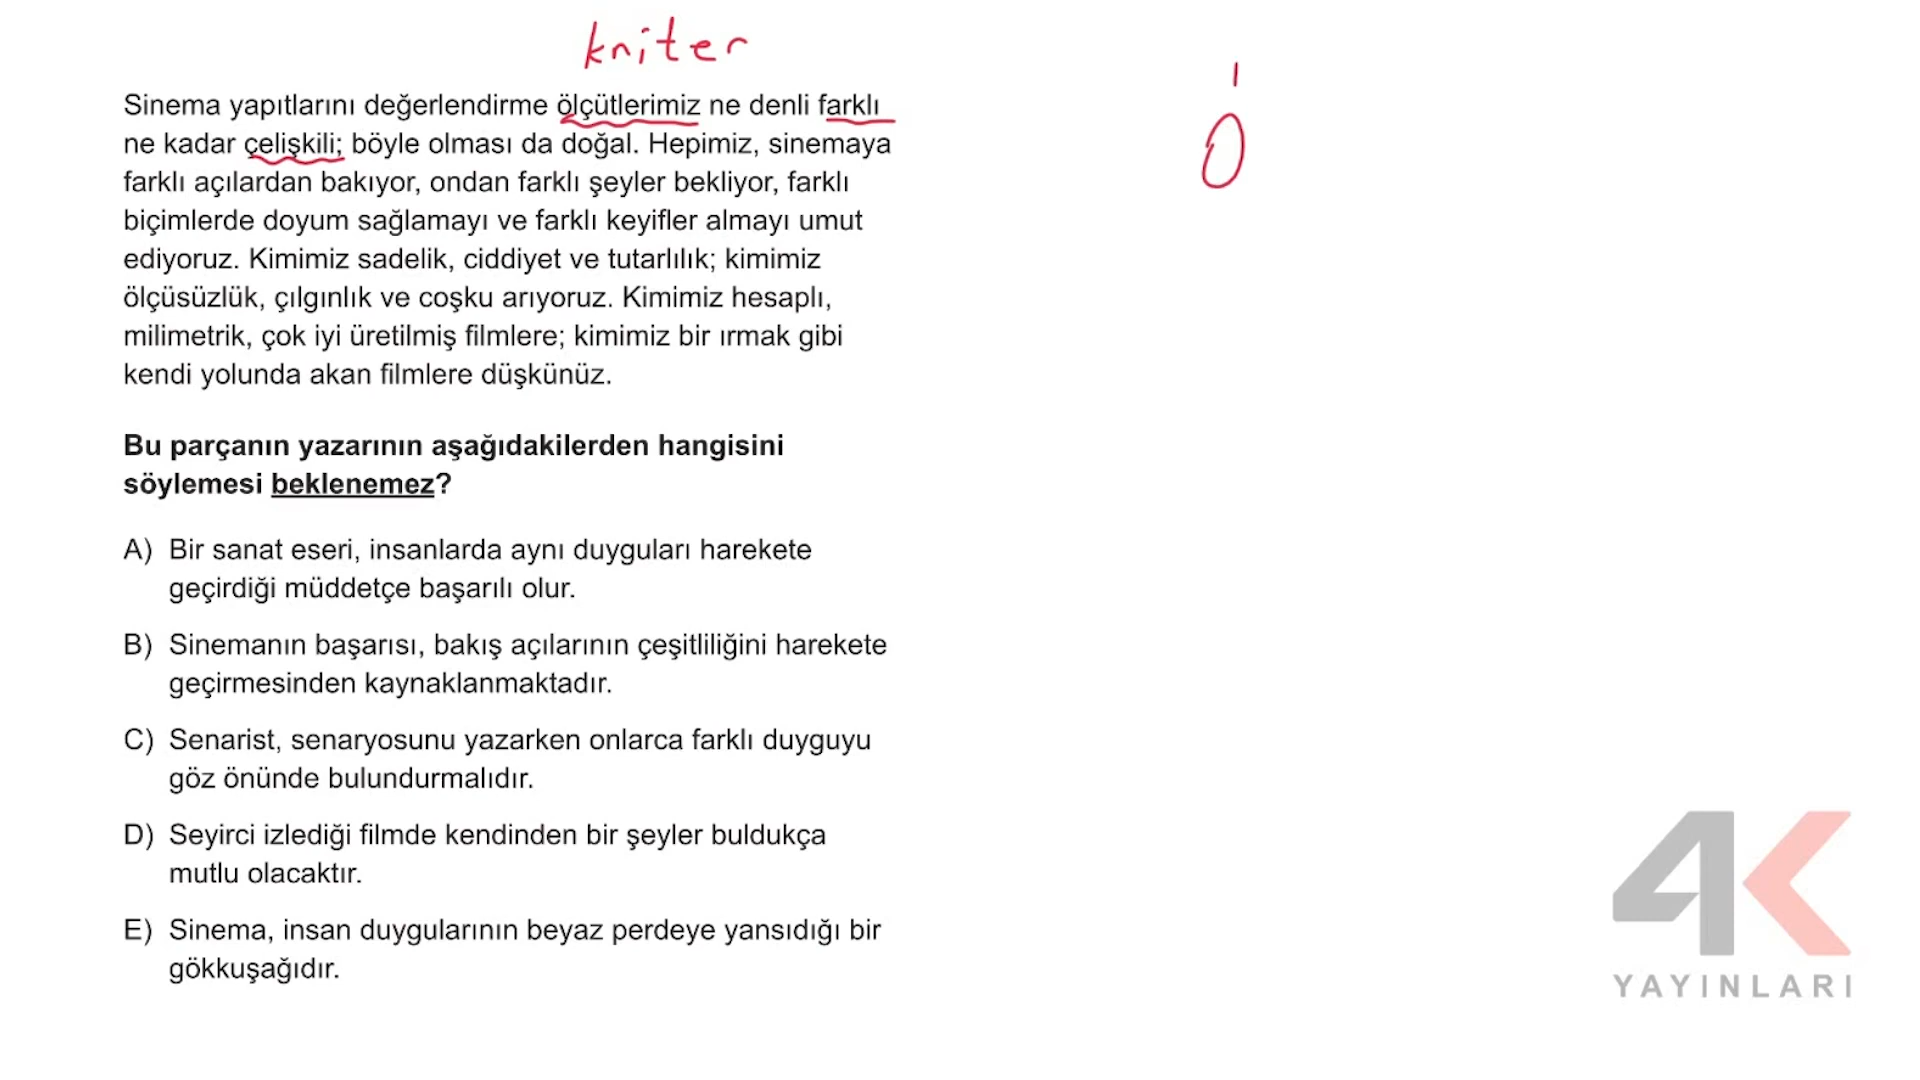 kniter
Sinema yapıtlarını değerlendirme ölçütlerimiz ne denli farklı
ne kadar çelişkili; böyle olması da doğal. Hepimiz, sinemaya
farklı açılardan bakıyor, ondan farklı şeyler bekliyor, farklı
biçimlerde doyum sağlamayı ve farklı keyifler almayı umut
ediyoruz. Kimimiz sadelik, ciddiyet ve tutarlılık; kimimiz
ölçüsüzlük, çılgınlık ve coşku arıyoruz. Kimimiz hesaplı,
milimetrik, çok iyi üretilmiş filmlere; kimimiz bir ırmak gibi
kendi yolunda akan filmlere düşkünüz.
Bu parçanın yazarının aşağıdakilerden hangisini
söylemesi beklenemez?
A) Bir sanat eseri, insanlarda aynı duyguları harekete
geçirdiği müddetçe başarılı olur.
B) Sinemanın başarısı, bakış açılarının çeşitliliğini harekete
geçirmesinden kaynaklanmaktadır.
C) Senarist, senaryosunu yazarken onlarca farklı duyguyu
göz önünde bulundurmalıdır.
D) Seyirci izlediği filmde kendinden bir şeyler buldukça
mutlu olacaktır.
E) Sinema, insan duygularının beyaz perdeye yansıdığı bir
gökkuşağıdır.
4K
YAYINLARI